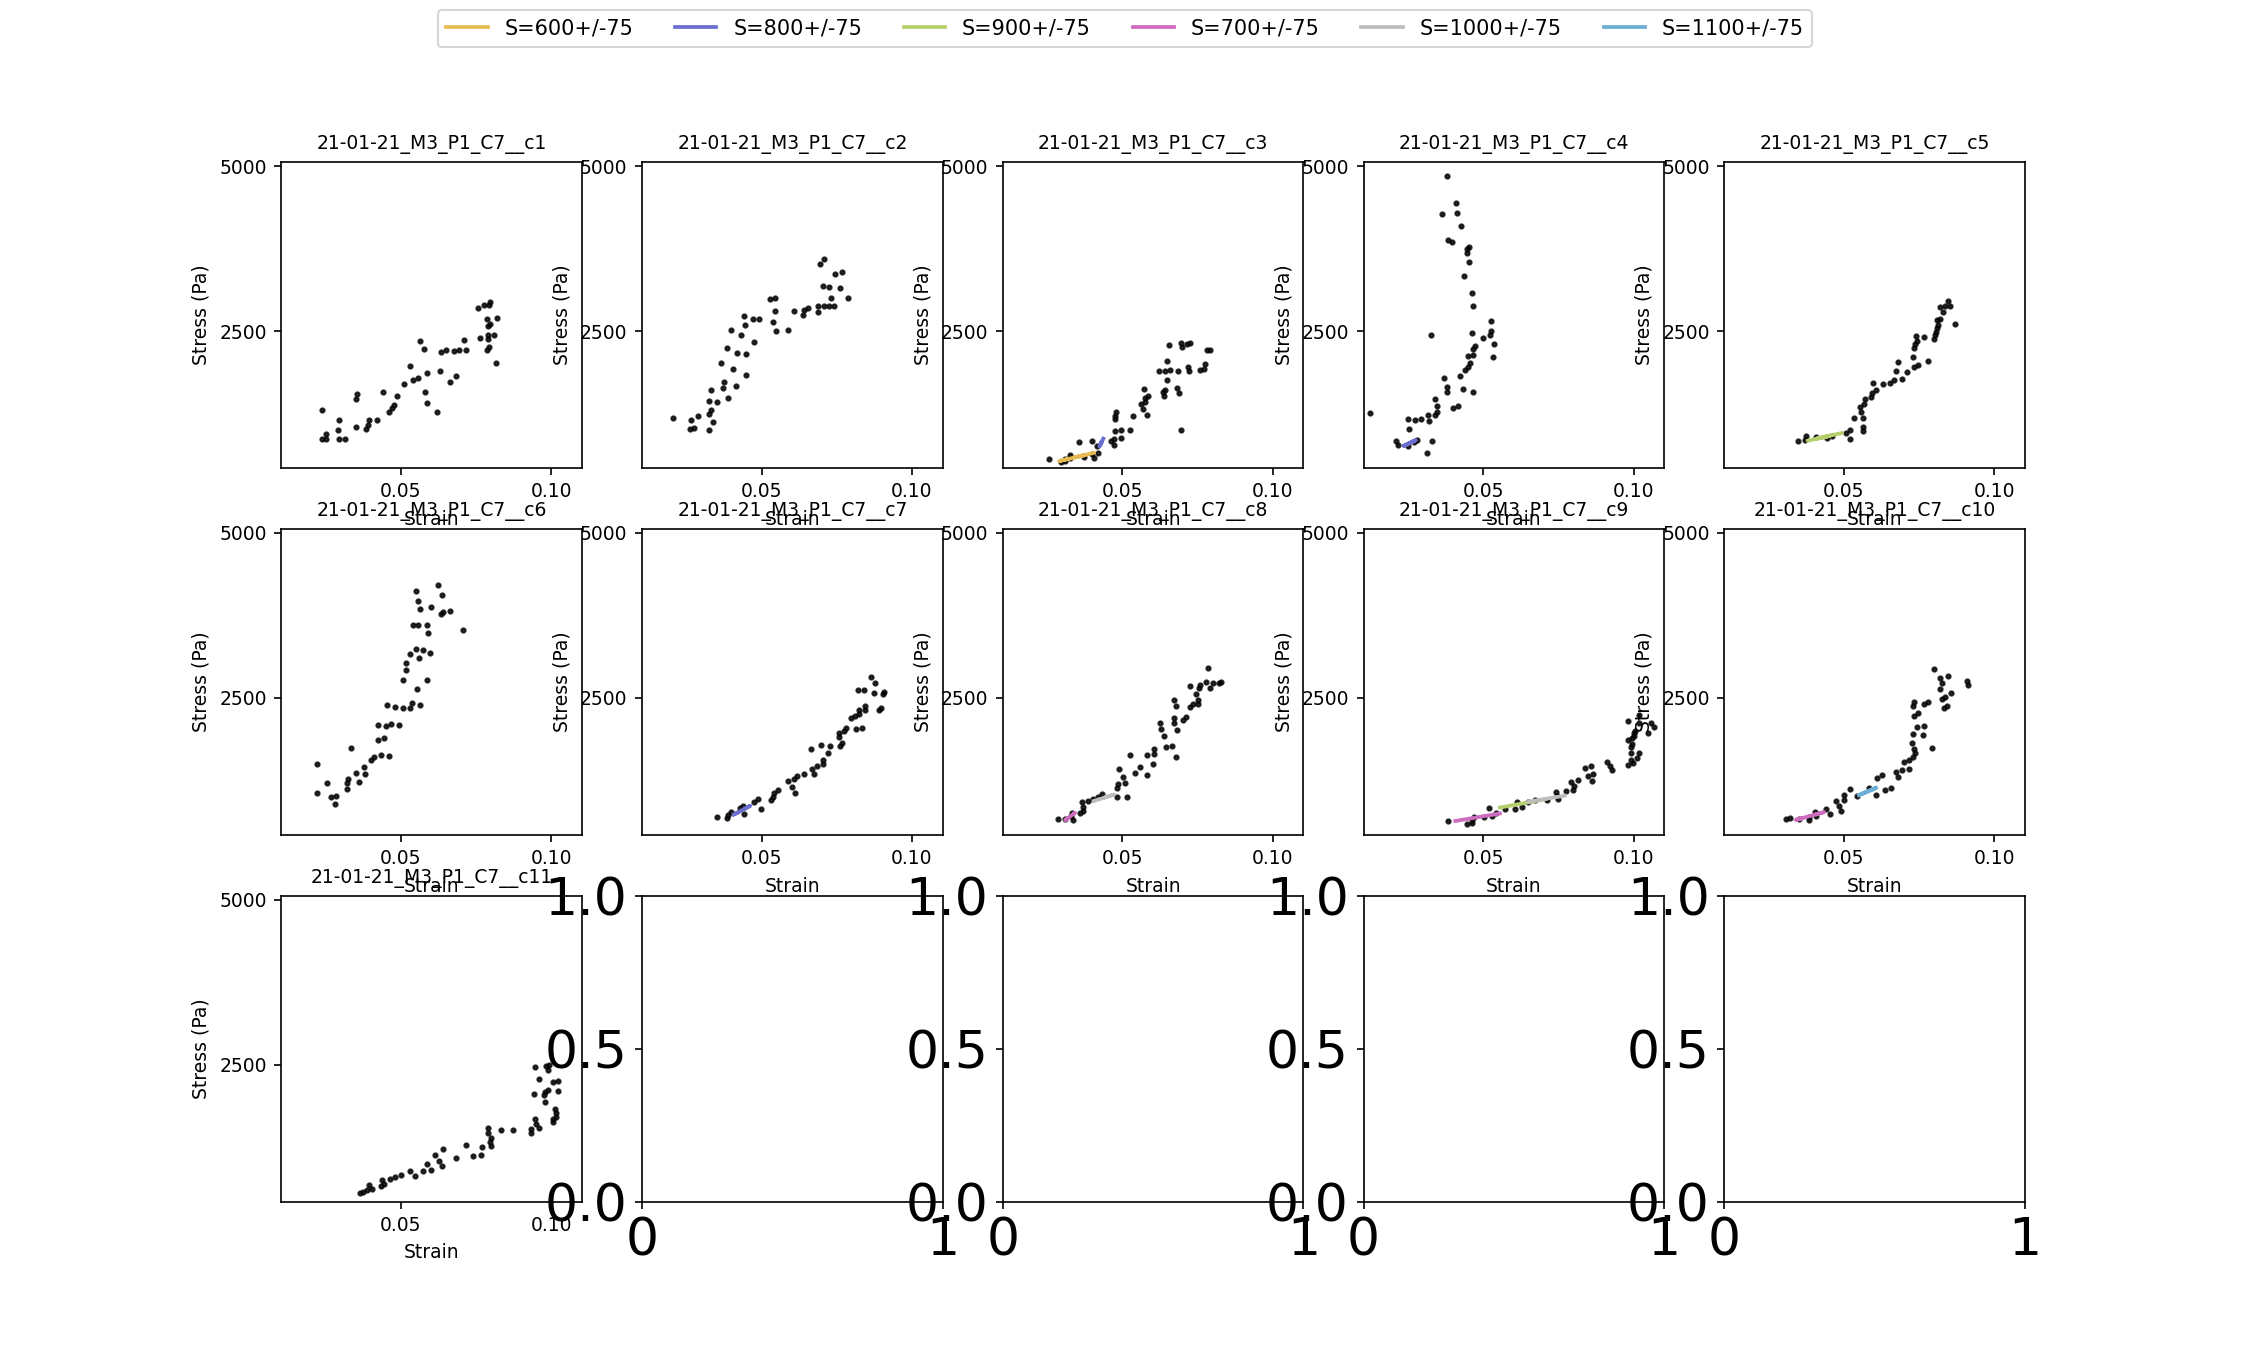 S=600+/-75 S=800+/-75 S=900+/-75 S=700+/-75 S=1000+/-75 S=1100+/-75
21-01-21_M3_P1_C7__c1 21-01-21_M3_P1_C7__c2 21-01-21_M3_P1_C7__c3 21-01-21_M3_P1_C7__c4 21-01-21_M3_P1_C7__c5
5000 5000 5000 5000 5000
Stress (Pa) Stress (Pa) Stress (Pa) Stress (Pa) Stress (Pa)
2500 2500 2500 2500 2500
0.05 0.10 0.05 0.10 0.05 0.10 0.05 0.10 0.05 0.10
Strain Strain Strain Strain Strain
21-01-21_M3_P1_C7__c6 21-01-21_M3_P1_C7__c7 21-01-21_M3_P1_C7__c8 21-01-21_M3_P1_C7__c9 21-01-21_M3_P1_C7__c10
5000 5000 5000 5000 5000
Stress (Pa) Stress (Pa) Stress (Pa) Stress (Pa) Stress (Pa)
2500 2500 2500 2500 2500
0.05 0.10 0.05 0.10 0.05 0.10 0.05 0.10 0.05 0.10
Strain Strain Strain Strain Strain
21-01-21_M3_P1_C7__c11
5000 1.0 1.0 1.0 1.0
Stress (Pa)
2500 0.5 0.5 0.5 0.5
0.0 0.0 0.0 0.0
0.05 0.10 0 1 0 1 0 1 0 1
Strain